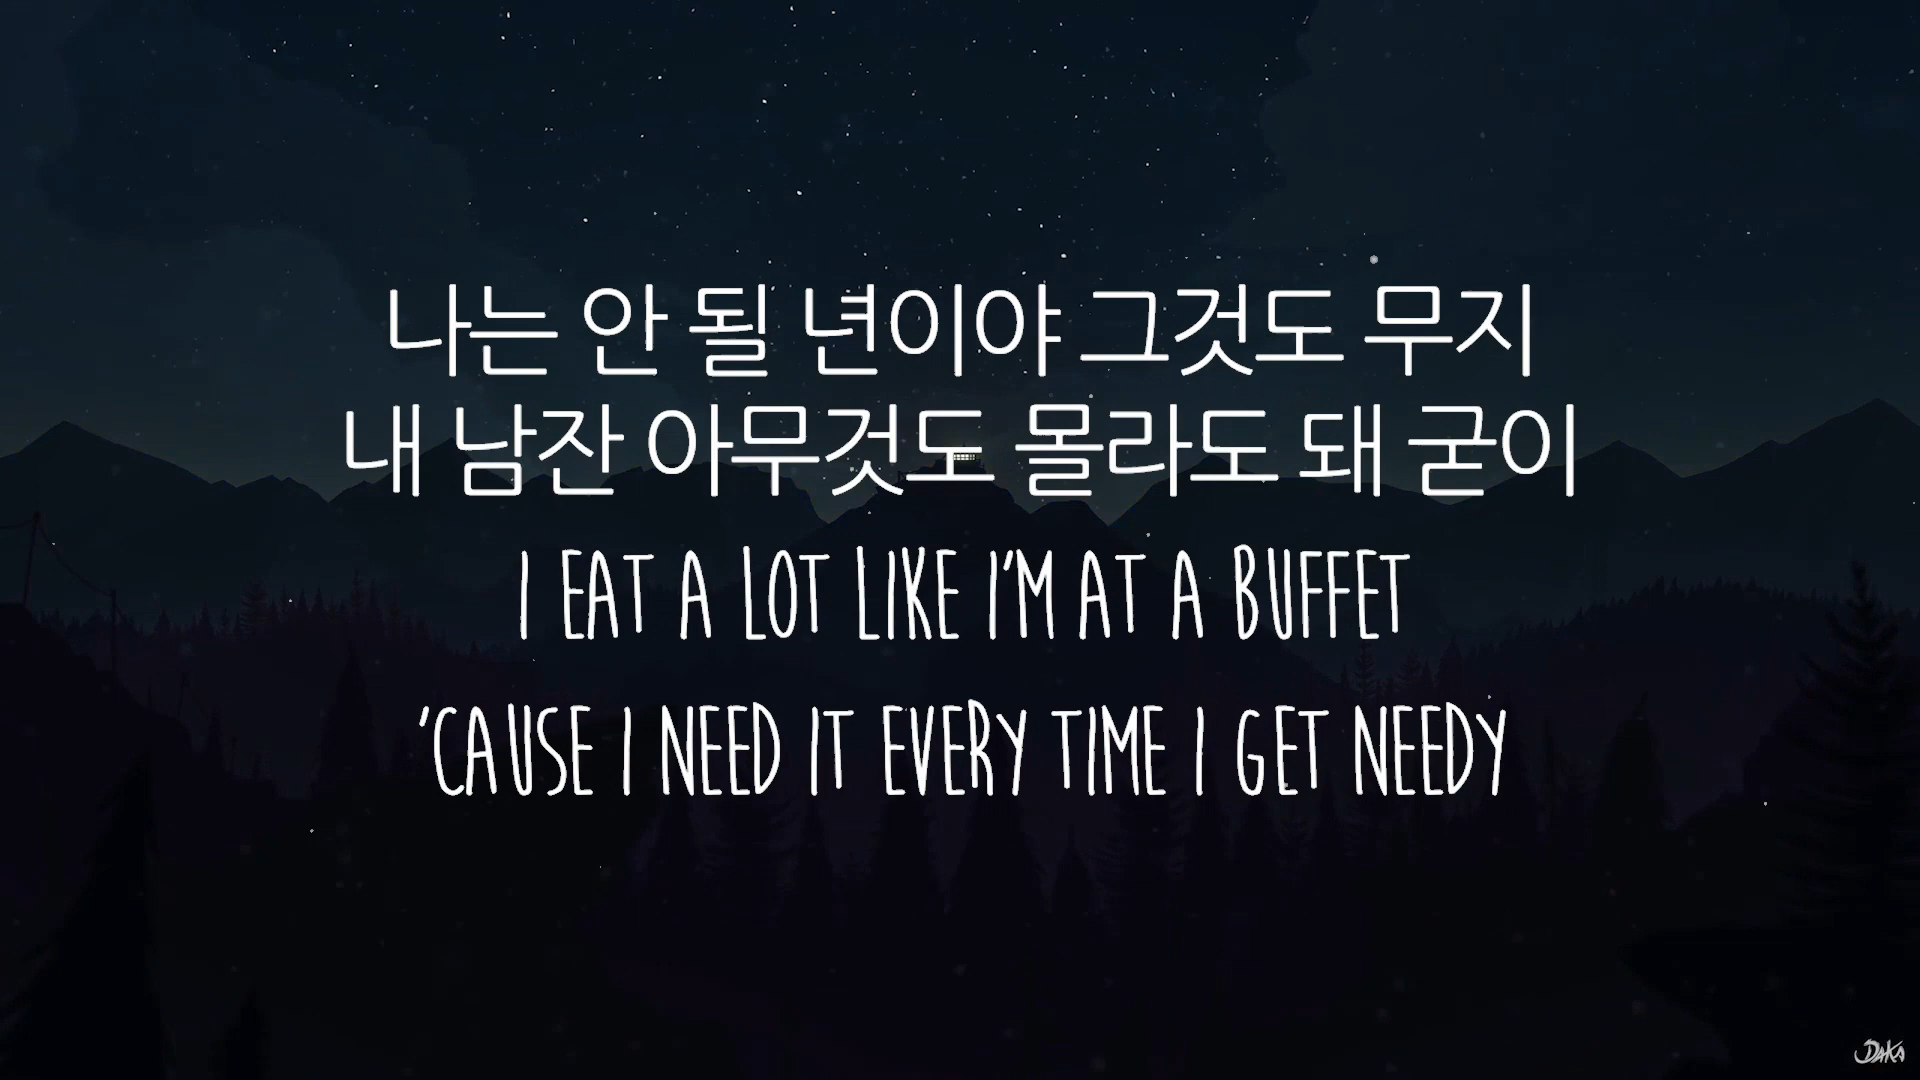 나는 안 될 년이야 그것도 무지
내 남잔 아무것도 몰라도 돼 굳이
I EAT A LOT LIKE I'M AT A BUFFET
'CAUSE I NEED IT EVERY TIME I GET NEEDY
DAKA